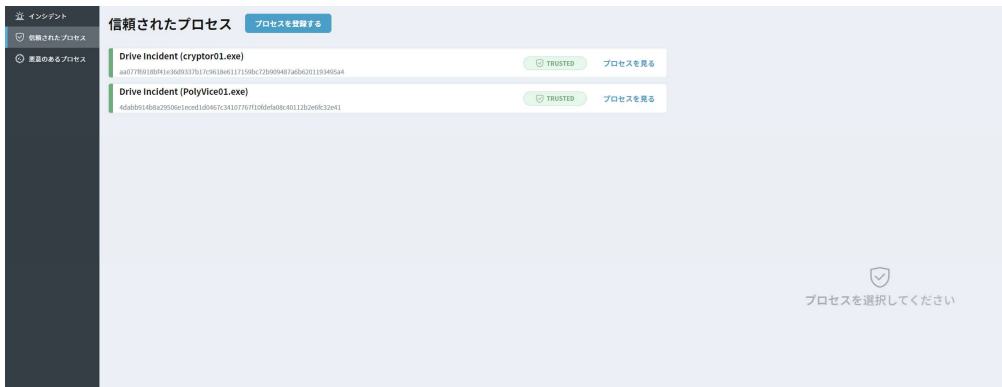 インシデント
信頼されたプロセス
悪意のあるプロセス
信頼されたプロセス プロセスを登録する
Drive Incident (cryptor01.exe)
TRUSTED プロセスを見る
Drive Incident (PolyVice01.exe)
TRUSTED プロセスを見る
プロセスを選択してください